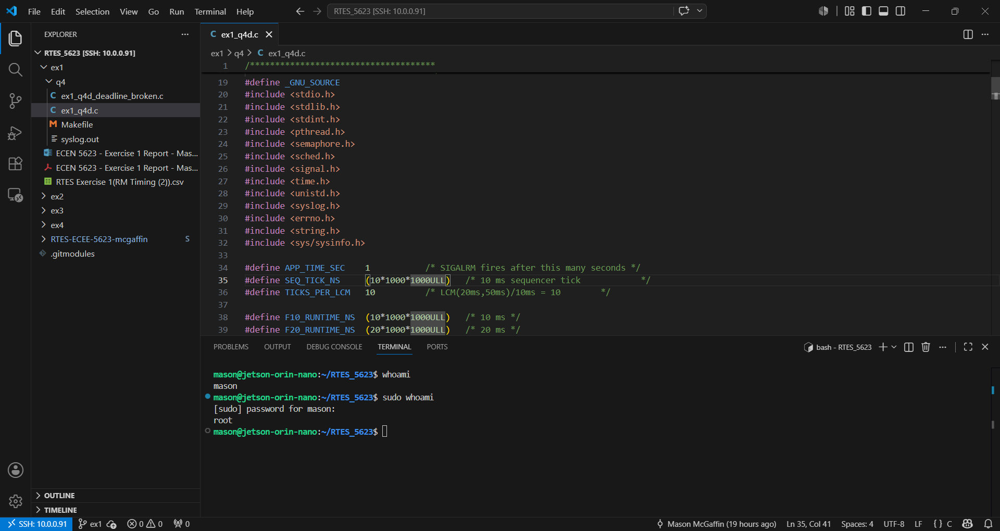 File Edit Selection View Go Run Terminal Help
RTES_5623 [SSH: 10.0.0.91]
EXPLORER
RTES_5623 [SSH: 10.0.0.91]
ex1
q4
C ex1_q4d_deadline_broken.c
C ex1_q4d.c
M Makefile
syslog.out
ECEN 5623 - Exercise 1 Report - Mas...
ECEN 5623 - Exercise 1 Report - Mas...
RTES Exercise 1(RM Timing (2)).csv
ex2
ex3
ex4
RTES-ECEE-5623-mcgaffin S
.gitmodules
OUTLINE
TIMELINE
C ex1_q4d.c
ex1 > q4 > C ex1_q4d.c
1 /*************************************
19 #define _GNU_SOURCE
20 #include <stdio.h>
21 #include <stdlib.h>
22 #include <stdint.h>
23 #include <pthread.h>
24 #include <semaphore.h>
25 #include <sched.h>
26 #include <signal.h>
27 #include <time.h>
28 #include <unistd.h>
29 #include <syslog.h>
30 #include <errno.h>
31 #include <string.h>
32 #include <sys/sysinfo.h>
33
34 #define APP_TIME_SEC 1 /* SIGALRM fires after this many seconds */
35 #define SEQ_TICK_NS (10*1000*1000ULL) /* 10 ms sequencer tick */
36 #define TICKS_PER_LCM 10 /* LCM(20ms,50ms)/10ms = 10 */
37
38 #define F10_RUNTIME_NS (10*1000*1000ULL) /* 10 ms */
39 #define F20_RUNTIME_NS (20*1000*1000ULL) /* 20 ms */
PROBLEMS OUTPUT DEBUG CONSOLE TERMINAL PORTS
bash - RTES_5623
mason@jetson-orin-nano:~/RTES_5623$ whoami
mason
mason@jetson-orin-nano:~/RTES_5623$ sudo whoami
[sudo] password for mason:
root
mason@jetson-orin-nano:~/RTES_5623$
SSH: 10.0.0.91 ex1 0 0 0 Mason McGaffin (19 hours ago) Ln 35, Col 41 Spaces: 4 UTF-8 LF {} C